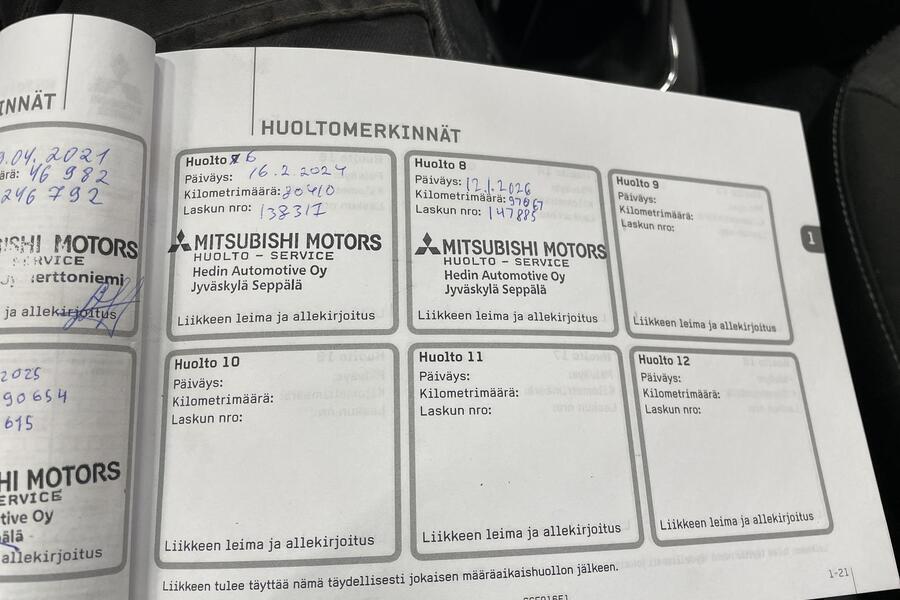 INNÄT
.04.2021
ärä: 46 982
246 792
ISHI MOTORS
SERVICE
erttoniemi
ja allekirjoitus
2025
90654
615
HI MOTORS
ERVICE
tive Oy
älä
allekirjoitus
HUOLTOMERKINNÄT
Huolto 7 6
Päiväys: 16.2.2024
Kilometrimäärä: 80410
Laskun nro: 138317
MITSUBISHI MOTORS
HUOLTO – SERVICE
Hedin Automotive Oy
Jyväskylä Seppälä
Liikkeen leima ja allekirjoitus
Huolto 8
Päiväys: 12.1.2026
Kilometrimäärä: 97067
Laskun nro: 147885
MITSUBISHI MOTORS
HUOLTO – SERVICE
Hedin Automotive Oy
Jyväskylä Seppälä
Liikkeen leima ja allekirjoitus
Huolto 9
Päiväys:
Kilometrimäärä:
Laskun nro:
Liikkeen leima ja allekirjoitus
1
Huolto 10
Päiväys:
Kilometrimäärä:
Laskun nro:
Liikkeen leima ja allekirjoitus
Huolto 11
Päiväys:
Kilometrimäärä:
Laskun nro:
Liikkeen leima ja allekirjoitus
Huolto 12
Päiväys:
Kilometrimäärä:
Laskun nro:
Liikkeen leima ja allekirjoitus
Liikkeen tulee täyttää nämä täydellisesti jokaisen määräaikaishuollon jälkeen.
1-21